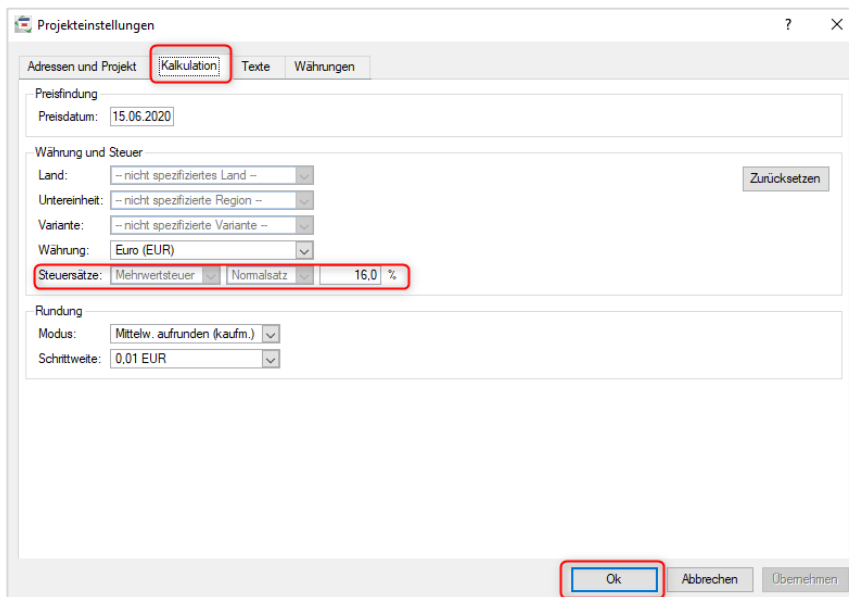 Projekteinstellungen ?
Adressen und Projekt Kalkulation Texte Währungen
Preisfindung
Preisdatum: 15.06.2020
Währung und Steuer
Land: -- nicht spezifiziertes Land -- Zurücksetzen
Untereinheit: -- nicht spezifizierte Region --
Variante: -- nicht spezifizierte Variante --
Währung: Euro (EUR)
Steuersätze: Mehrwertsteuer Normalsatz 16,0 %
Rundung
Modus: Mittelw. aufrunden (kaufm.)
Schrittweite: 0,01 EUR
Ok Abbrechen Übernehmen